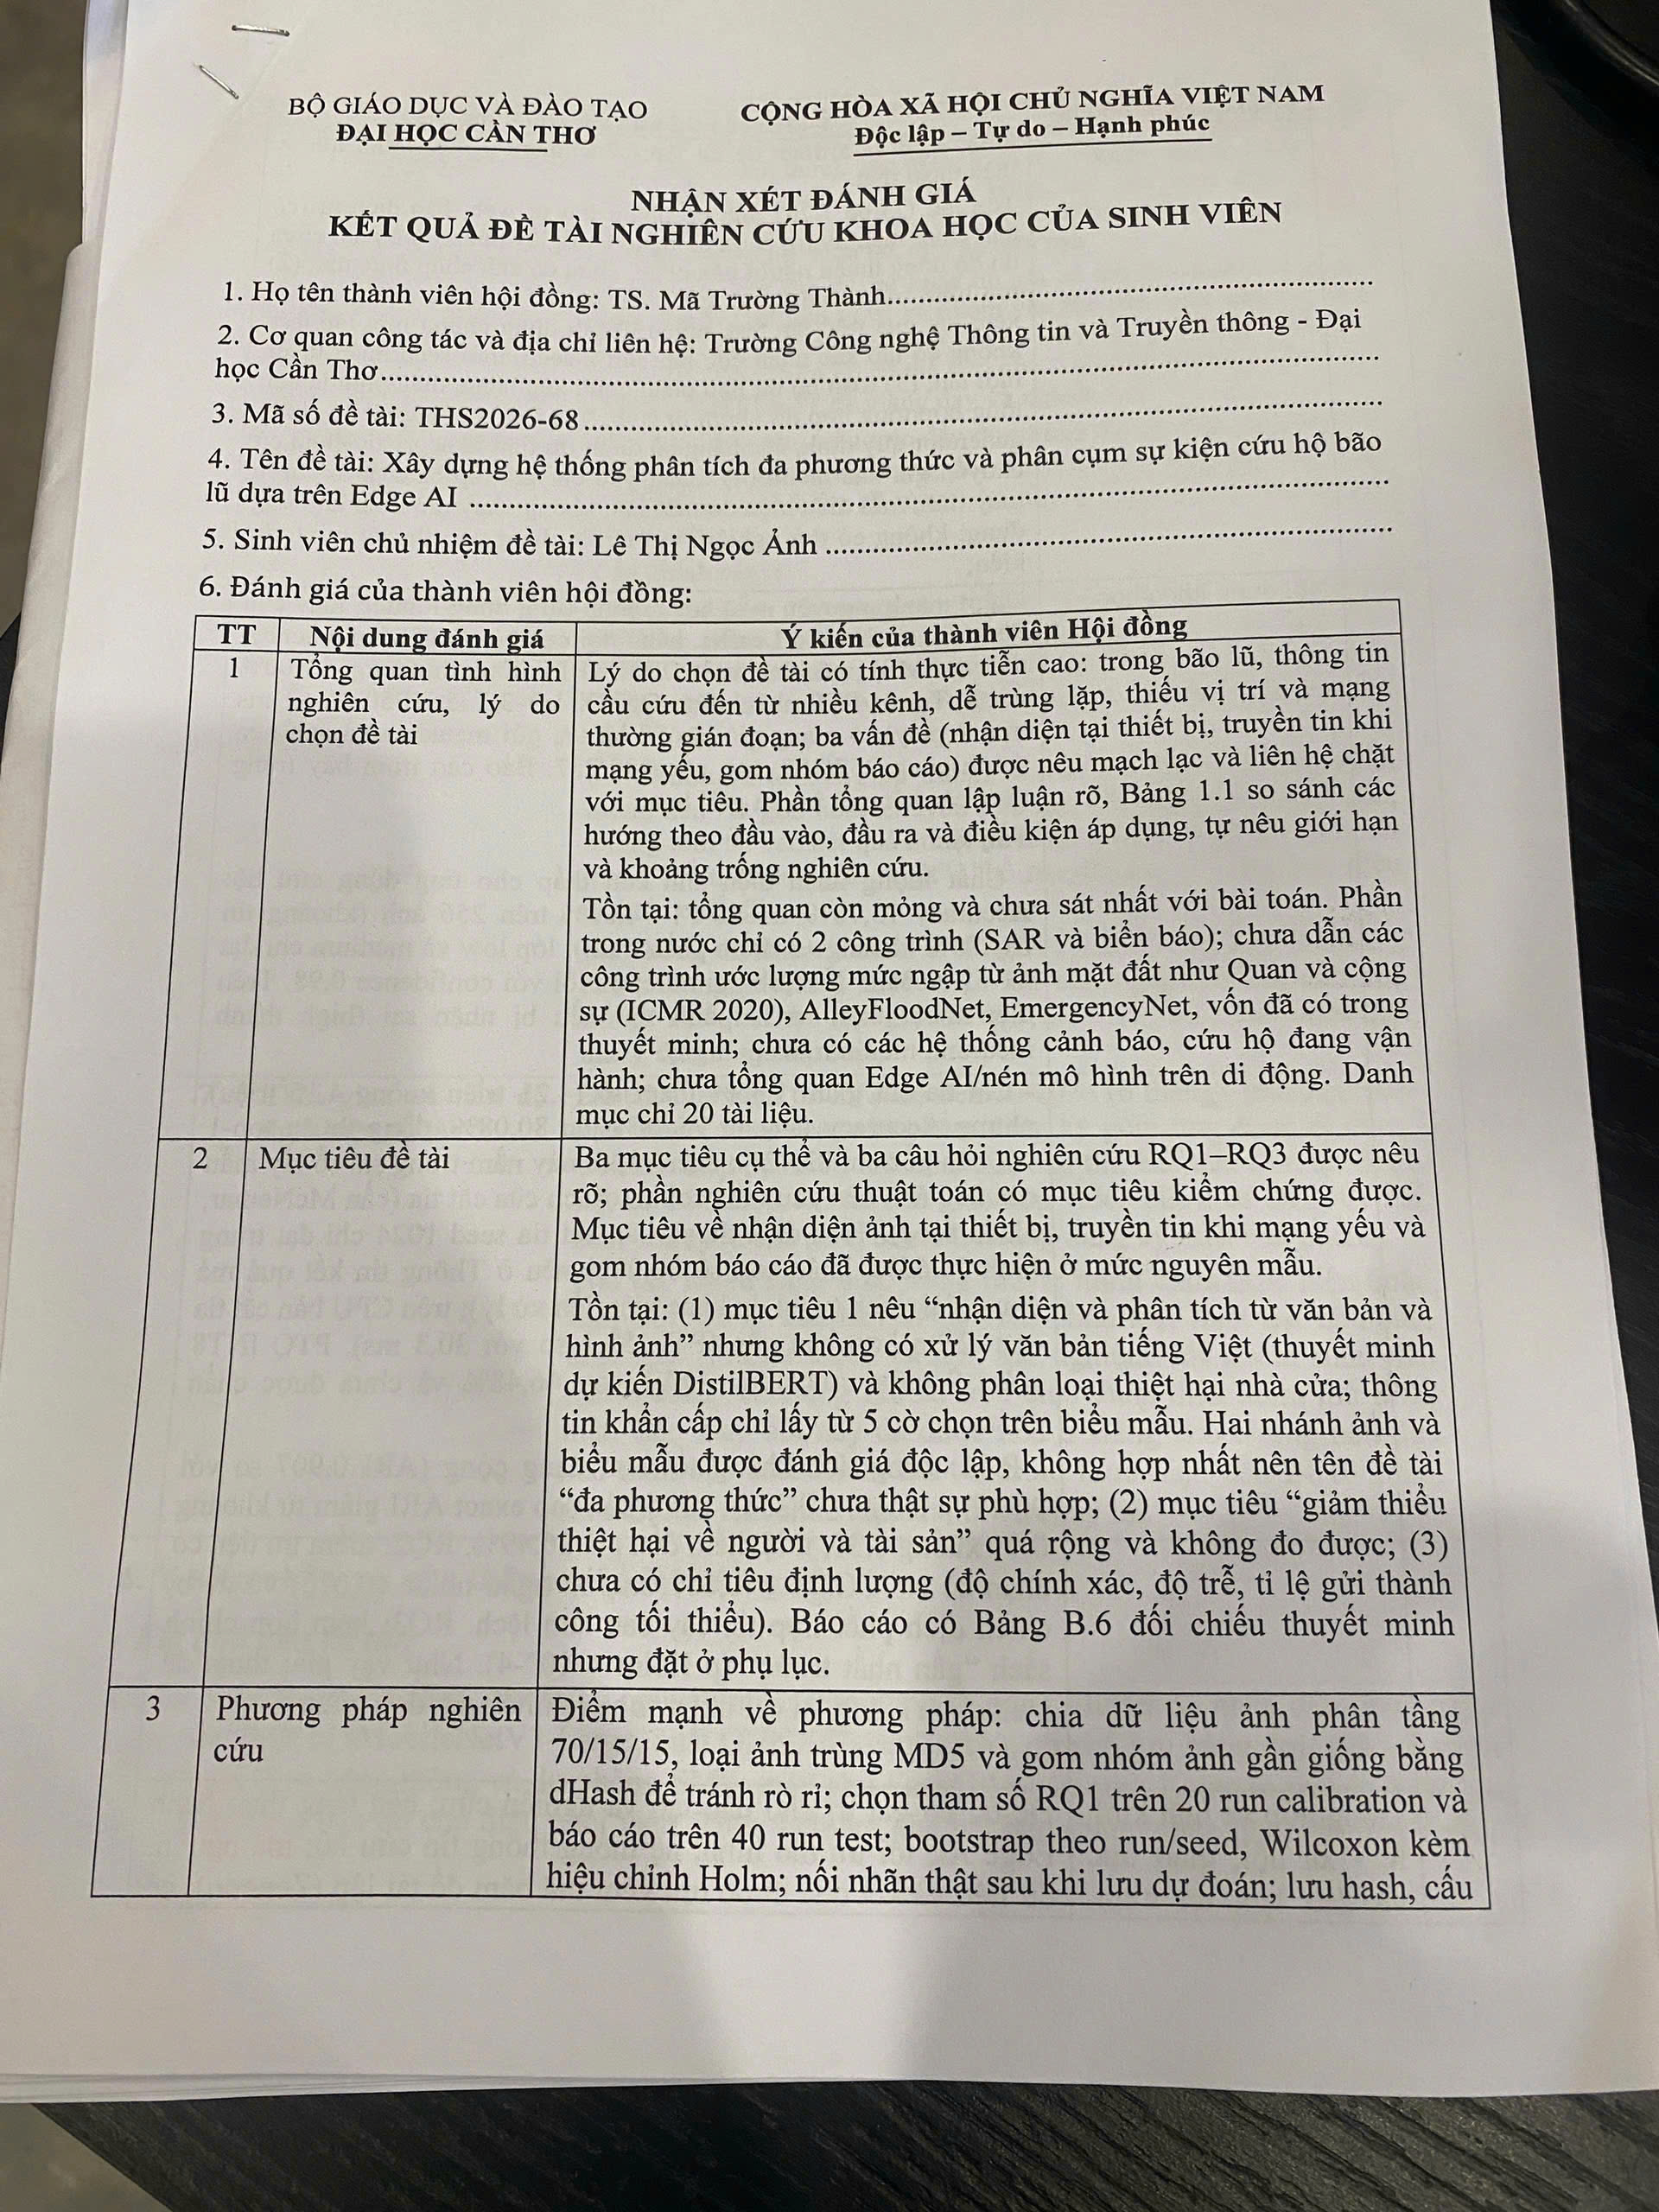 BỘ GIÁO DỤC VÀ ĐÀO TẠO
ĐẠI HỌC CẦN THƠ
CỘNG HÒA XÃ HỘI CHỦ NGHĨA VIỆT NAM
Độc lập – Tự do – Hạnh phúc
NHẬN XÉT ĐÁNH GIÁ
KẾT QUẢ ĐỀ TÀI NGHIÊN CỨU KHOA HỌC CỦA SINH VIÊN
1. Họ tên thành viên hội đồng: TS. Mã Trường Thành
2. Cơ quan công tác và địa chỉ liên hệ: Trường Công nghệ Thông tin và Truyền thông - Đại
học Cần Thơ
3. Mã số đề tài: THS2026-68
4. Tên đề tài: Xây dựng hệ thống phân tích đa phương thức và phân cụm sự kiện cứu hộ bão
lũ dựa trên Edge AI
5. Sinh viên chủ nhiệm đề tài: Lê Thị Ngọc Ảnh
6. Đánh giá của thành viên hội đồng:
TT
Nội dung đánh giá
Ý kiến của thành viên Hội đồng
1
Tổng quan tình hình
nghiên cứu, lý do
chọn đề tài
Lý do chọn đề tài có tính thực tiễn cao: trong bão lũ, thông tin
cầu cứu đến từ nhiều kênh, dễ trùng lặp, thiếu vị trí và mạng
thường gián đoạn; ba vấn đề (nhận diện tại thiết bị, truyền tin khi
mạng yếu, gom nhóm báo cáo) được nêu mạch lạc và liên hệ chặt
với mục tiêu. Phần tổng quan lập luận rõ, Bảng 1.1 so sánh các
hướng theo đầu vào, đầu ra và điều kiện áp dụng, tự nêu giới hạn
và khoảng trống nghiên cứu.
Tồn tại: tổng quan còn mỏng và chưa sát nhất với bài toán. Phần
trong nước chỉ có 2 công trình (SAR và biển báo); chưa dẫn các
công trình ước lượng mức ngập từ ảnh mặt đất như Quan và cộng
sự (ICMR 2020), AlleyFloodNet, EmergencyNet, vốn đã có trong
thuyết minh; chưa có các hệ thống cảnh báo, cứu hộ đang vận
hành; chưa tổng quan Edge AI/nén mô hình trên di động. Danh
mục chỉ 20 tài liệu.
2
Mục tiêu đề tài
Ba mục tiêu cụ thể và ba câu hỏi nghiên cứu RQ1–RQ3 được nêu
rõ; phần nghiên cứu thuật toán có mục tiêu kiểm chứng được.
Mục tiêu về nhận diện ảnh tại thiết bị, truyền tin khi mạng yếu và
gom nhóm báo cáo đã được thực hiện ở mức nguyên mẫu.
Tồn tại: (1) mục tiêu 1 nêu “nhận diện và phân tích từ văn bản và
hình ảnh” nhưng không có xử lý văn bản tiếng Việt (thuyết minh
dự kiến DistilBERT) và không phân loại thiệt hại nhà cửa; thông
tin khẩn cấp chỉ lấy từ 5 cờ chọn trên biểu mẫu. Hai nhánh ảnh và
biểu mẫu được đánh giá độc lập, không hợp nhất nên tên đề tài
“đa phương thức” chưa thật sự phù hợp; (2) mục tiêu “giảm thiểu
thiệt hại về người và tài sản” quá rộng và không đo được; (3)
chưa có chỉ tiêu định lượng (độ chính xác, độ trễ, tỉ lệ gửi thành
công tối thiểu). Báo cáo có Bảng B.6 đối chiếu thuyết minh
nhưng đặt ở phụ lục.
3
Phương pháp nghiên
cứu
Điểm mạnh về phương pháp: chia dữ liệu ảnh phân tầng
70/15/15, loại ảnh trùng MD5 và gom nhóm ảnh gần giống bằng
dHash để tránh rò rỉ; chọn tham số RQ1 trên 20 run calibration và
báo cáo trên 40 run test; bootstrap theo run/seed, Wilcoxon kèm
hiệu chỉnh Holm; nối nhãn thật sau khi lưu dự đoán; lưu hash, cấu